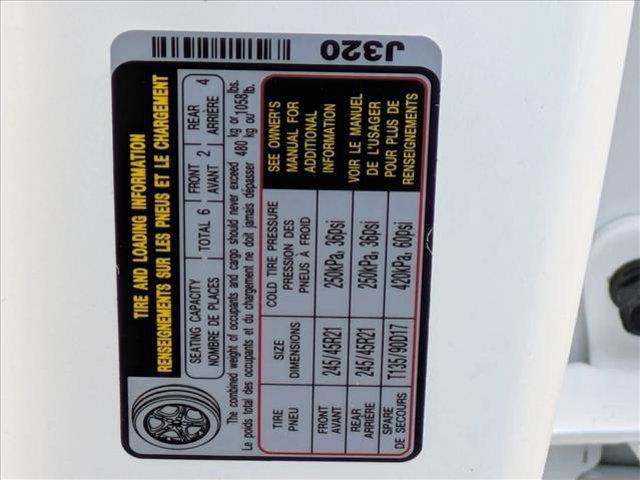 TIRE AND LOADING INFORMATION
RENSEIGNEMENTS SUR LES PNEUS ET LE CHARGEMENT
SEATING CAPACITY
NOMBRE DE PLACES
TOTAL 6
FRONT
AVANT
2
REAR
ARRIÈRE
4
The combined weight of occupants and cargo should never exceed 480 kg or 1058 lbs.
Le poids total des occupants et du chargement ne doit jamais dépasser 480 kg ou 1058 lb.
TIRE
PNEU
SIZE
DIMENSIONS
COLD TIRE PRESSURE
PRESSION DES
PNEUS À FROID
SEE OWNER'S
MANUAL FOR
ADDITIONAL
INFORMATION
VOIR LE MANUEL
DE L'USAGER
POUR PLUS DE
RENSEIGNEMENTS
FRONT
AVANT
245/45R21
250kPa, 36psi
REAR
ARRIÈRE
245/45R21
250kPa, 36psi
SPARE
DE SECOURS
T135/90D17
420kPa, 60psi
J320